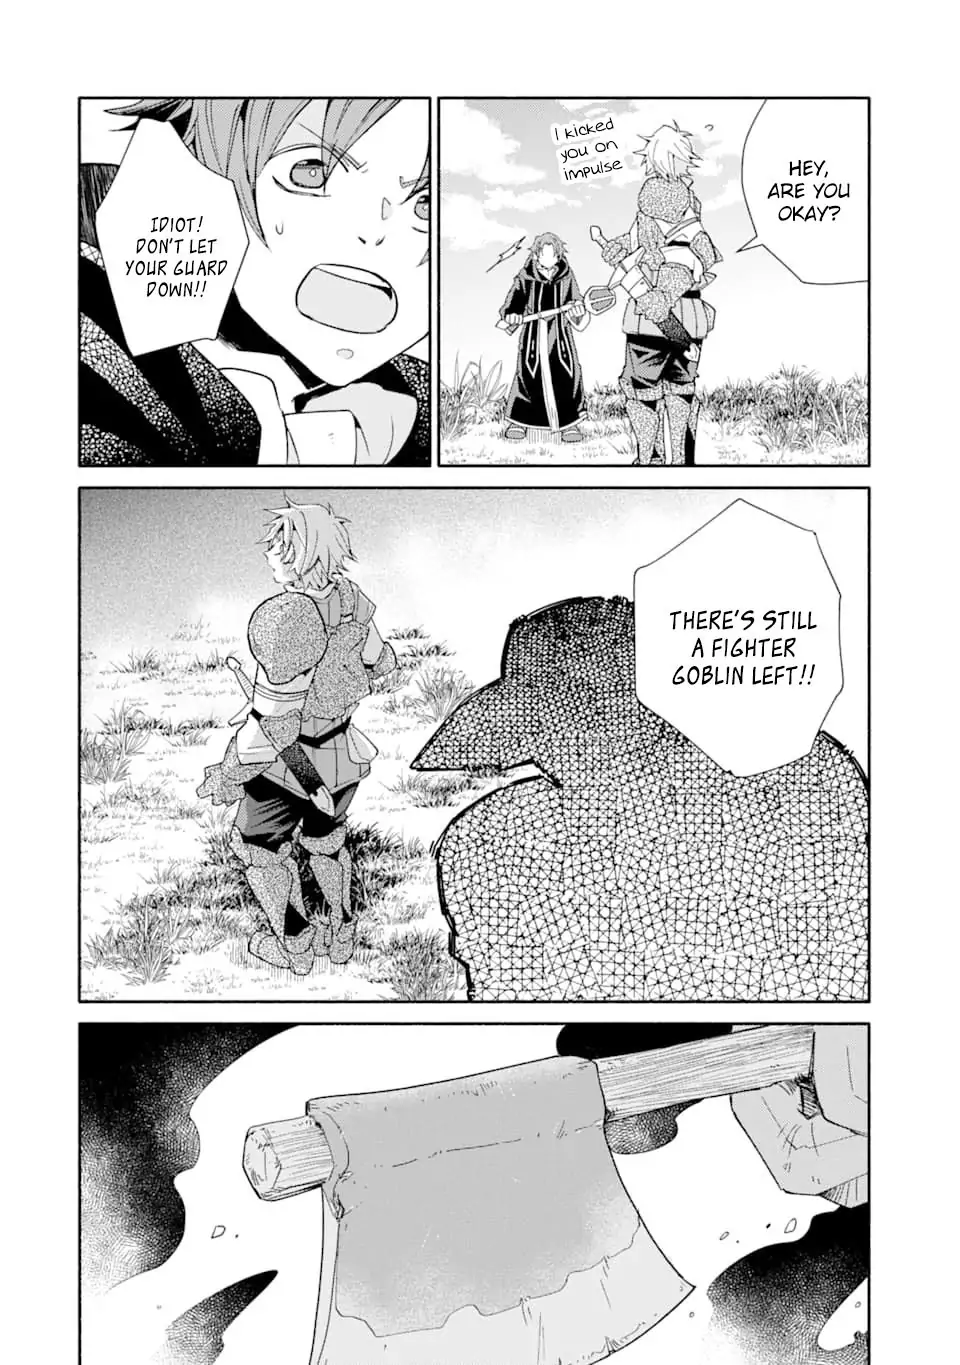 HEY,
ARE YOU
OKAY?
I kicked
you on
impulse
IDIOT!
DON'T LET
YOUR GUARD
DOWN!!
THERE'S STILL
A FIGHTER
GOBLIN LEFT!!